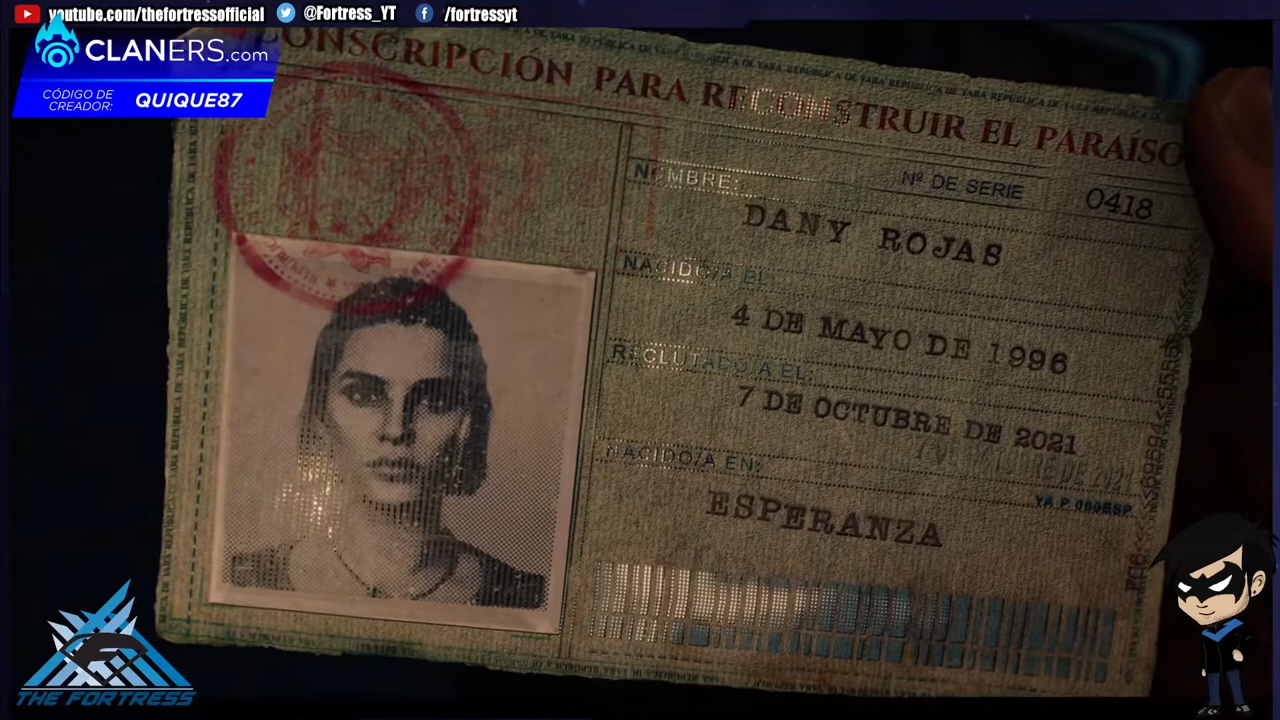 youtube.com/thefortressofficial @Fortress_YT /fortressyt
CLANERS.com
CÓDIGO DE CREADOR: QUIQUE87
CONSCRIPCIÓN PARA RECONSTRUIR EL PARAÍSO
NOMBRE: Nº DE SERIE 0418
DANY ROJAS
NACIDO/A EL:
4 DE MAYO DE 1996
RECLUTADO/A EL:
7 DE OCTUBRE DE 2021
NACIDO/A EN:
YA P 000ESP
ESPERANZA
THE FORTRESS